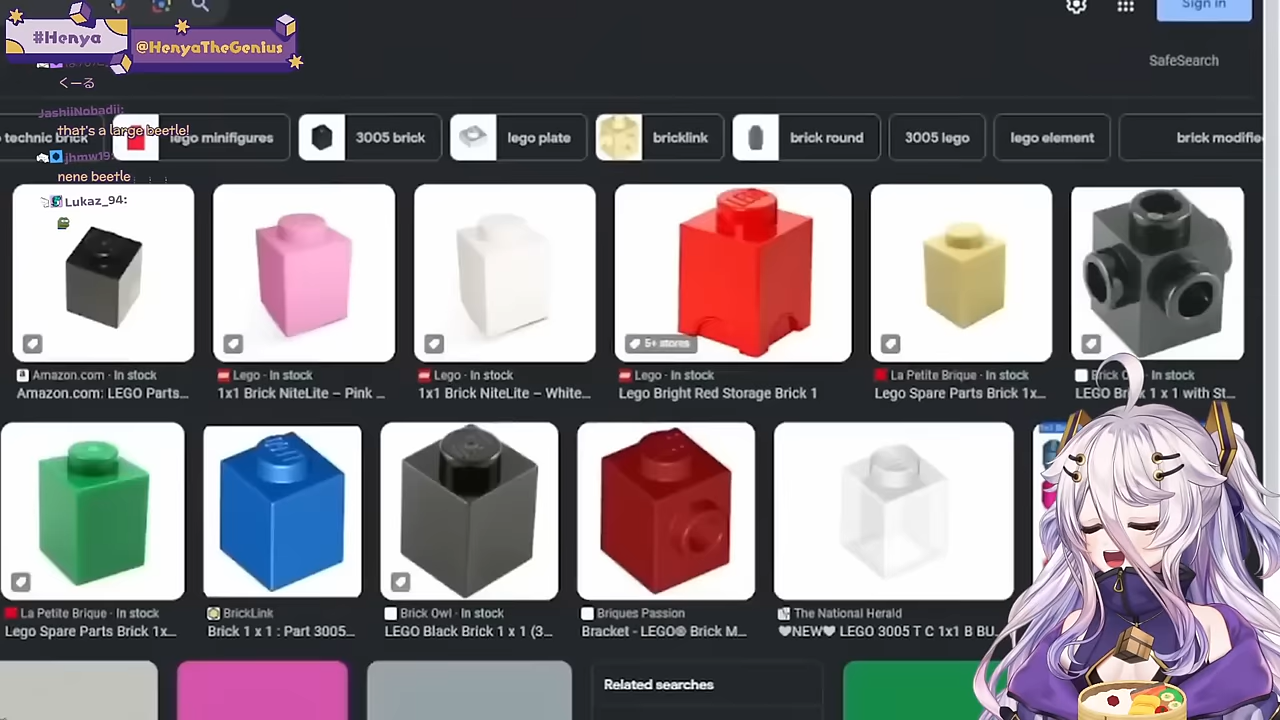 Sign in
#Henya
@HenyaTheGenius
SafeSearch
くーる
JashiiNobadii:
that's a large beetle!
jhmw19:
nene beetle
Lukaz_94:
technic brick
lego minifigures
3005 brick
lego plate
bricklink
brick round
3005 lego
lego element
brick modifie
5+ stores
Amazon.com · In stock
Amazon.com: LEGO Parts...
Lego · In stock
1x1 Brick NiteLite – Pink ...
Lego · In stock
1x1 Brick NiteLite – White...
Lego · In stock
Lego Bright Red Storage Brick 1
La Petite Brique · In stock
Lego Spare Parts Brick 1x...
Brick O · In stock
LEGO Brick 1 x 1 with St...
La Petite Brique · In stock
Lego Spare Parts Brick 1x...
BrickLink
Brick 1 x 1 : Part 3005...
Brick Owl · In stock
LEGO Black Brick 1 x 1 (3...
Briques Passion
Bracket - LEGO® Brick M...
The National Herald
♥NEW♥ LEGO 3005 T C 1x1 B BU...
Related searches